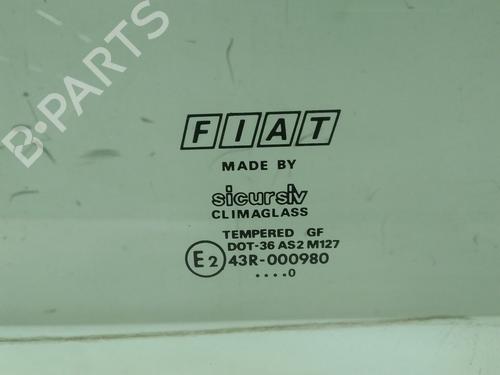 B-PARTS
FIAT
MADE BY
sicursiv
CLIMAGLASS
TEMPERED GF
DOT-36 AS2 M127
E2 43R-000980
....0